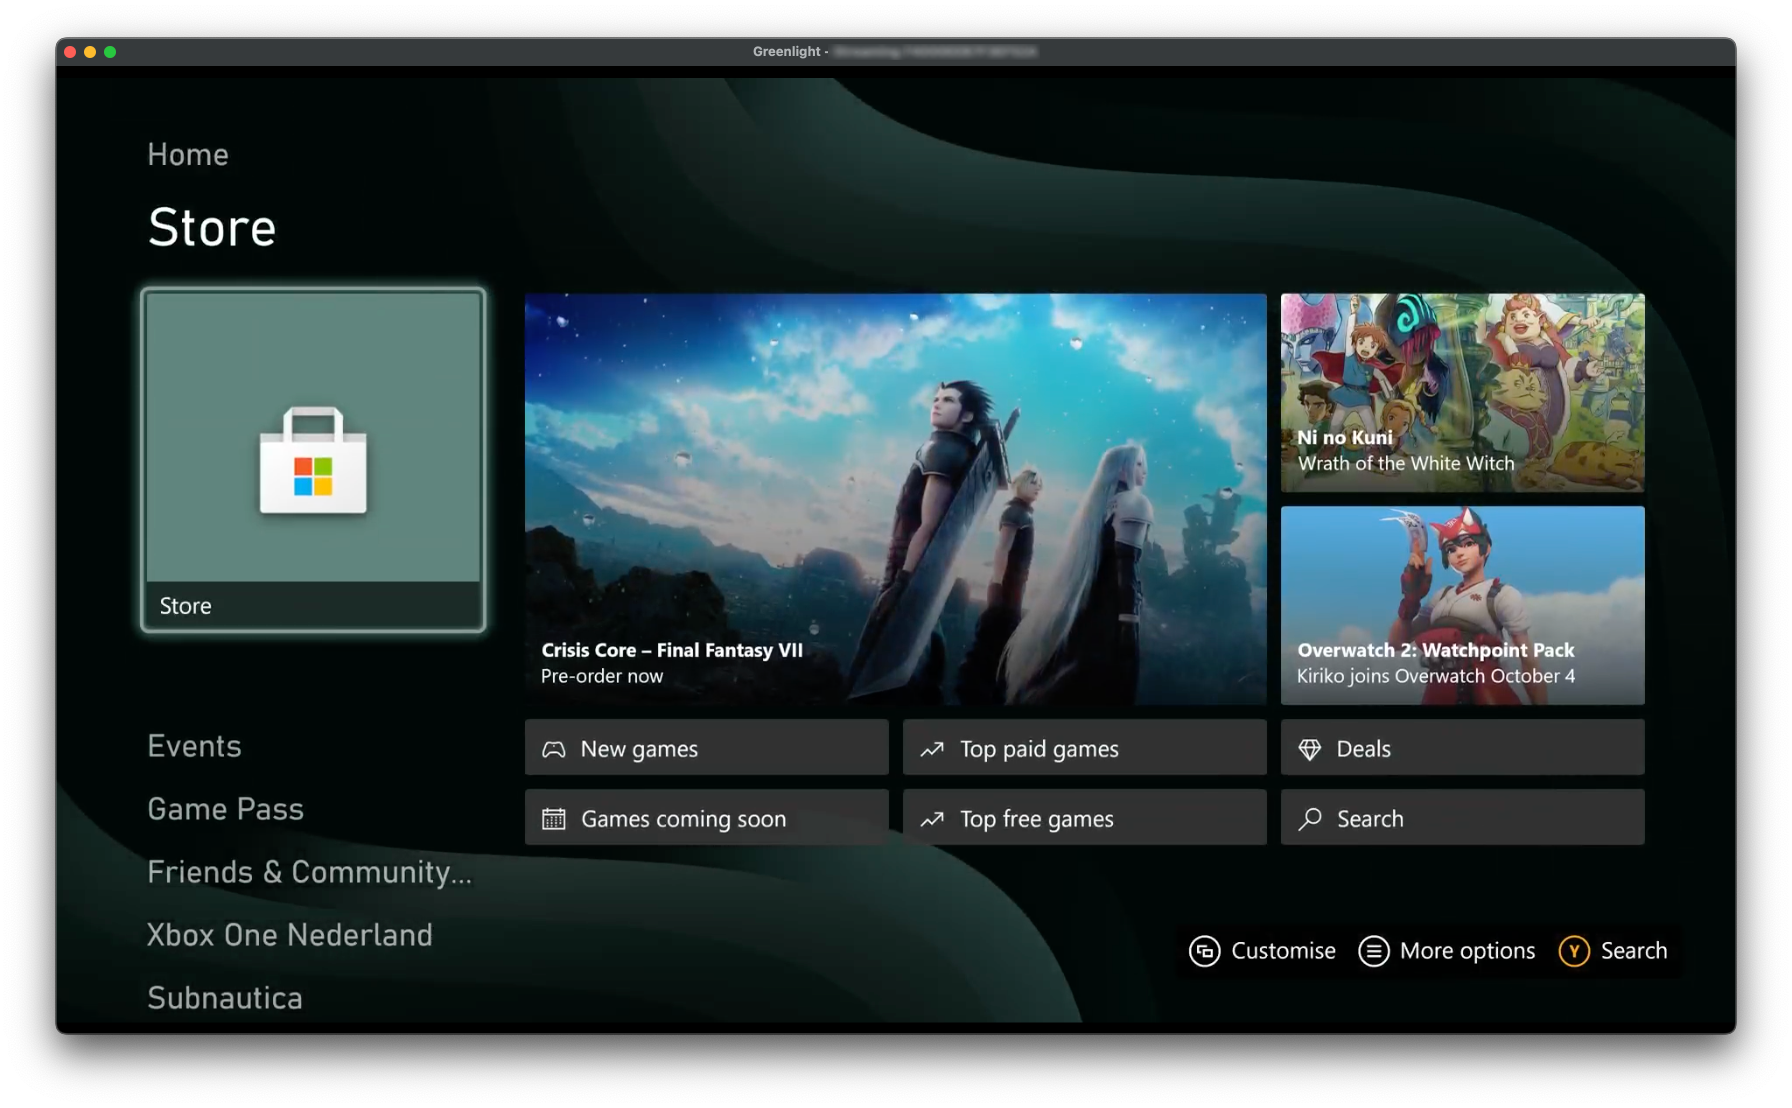 Greenlight -
Home
Store
Store
Crisis Core – Final Fantasy VII
Pre-order now
Ni no Kuni
Wrath of the White Witch
Overwatch 2: Watchpoint Pack
Kiriko joins Overwatch October 4
New games
Top paid games
Deals
Games coming soon
Top free games
Search
Events
Game Pass
Friends & Community...
Xbox One Nederland
Subnautica
Customise
More options
Y Search